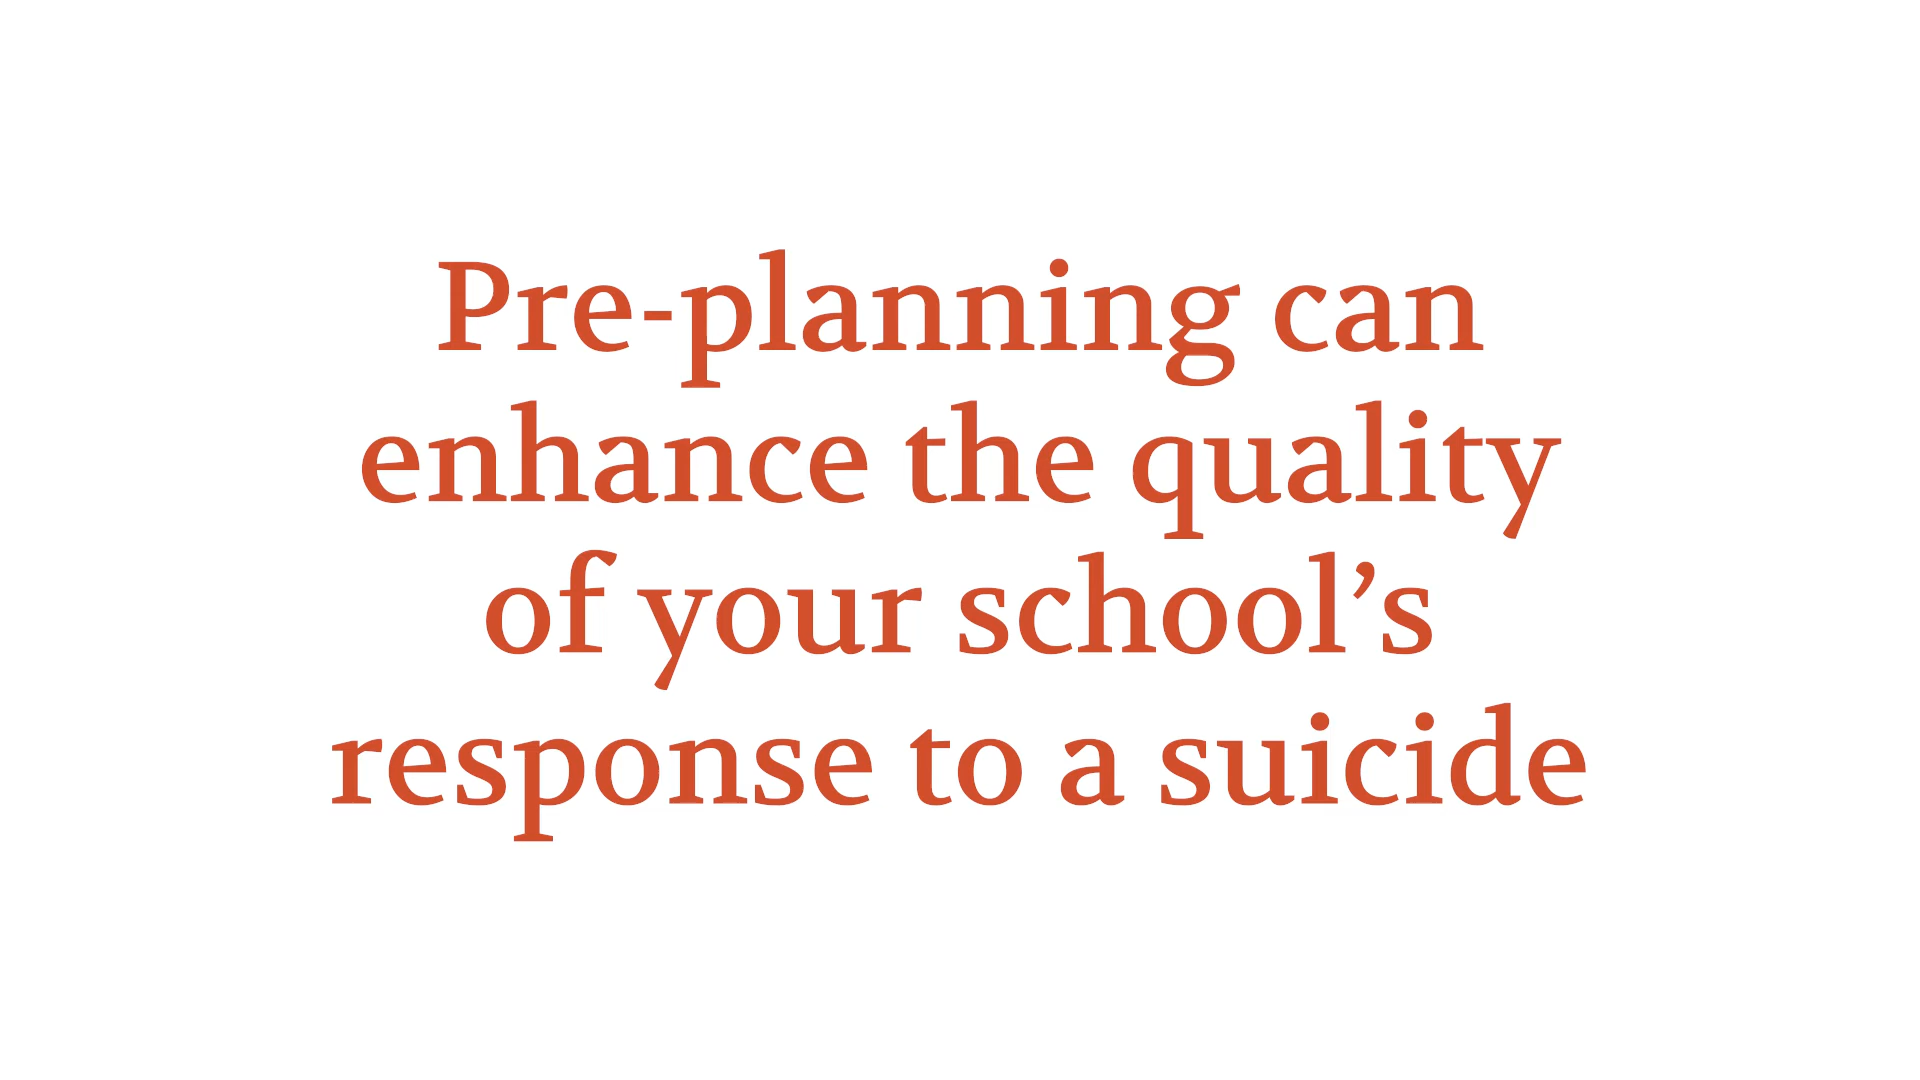 Pre-planning can
enhance the quality
of your school’s
response to a suicide